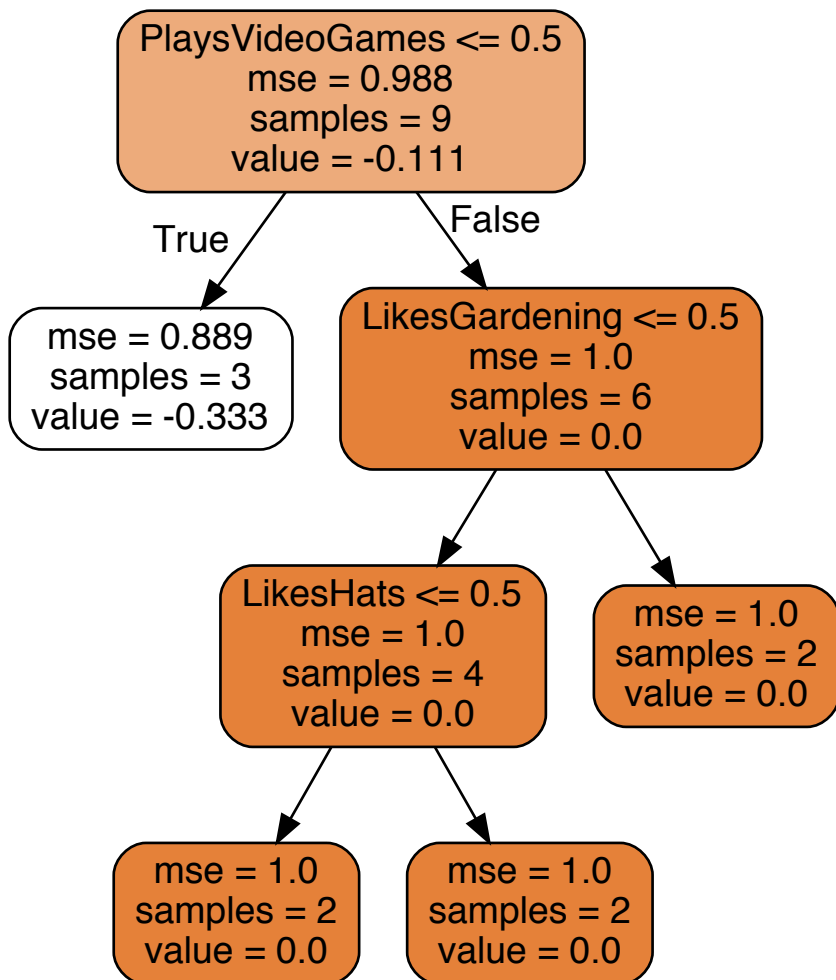 PlaysVideoGames <= 0.5
mse = 0.988
samples = 9
value = -0.111
True
False
mse = 0.889
samples = 3
value = -0.333
LikesGardening <= 0.5
mse = 1.0
samples = 6
value = 0.0
LikesHats <= 0.5
mse = 1.0
samples = 4
value = 0.0
mse = 1.0
samples = 2
value = 0.0
mse = 1.0
samples = 2
value = 0.0
mse = 1.0
samples = 2
value = 0.0